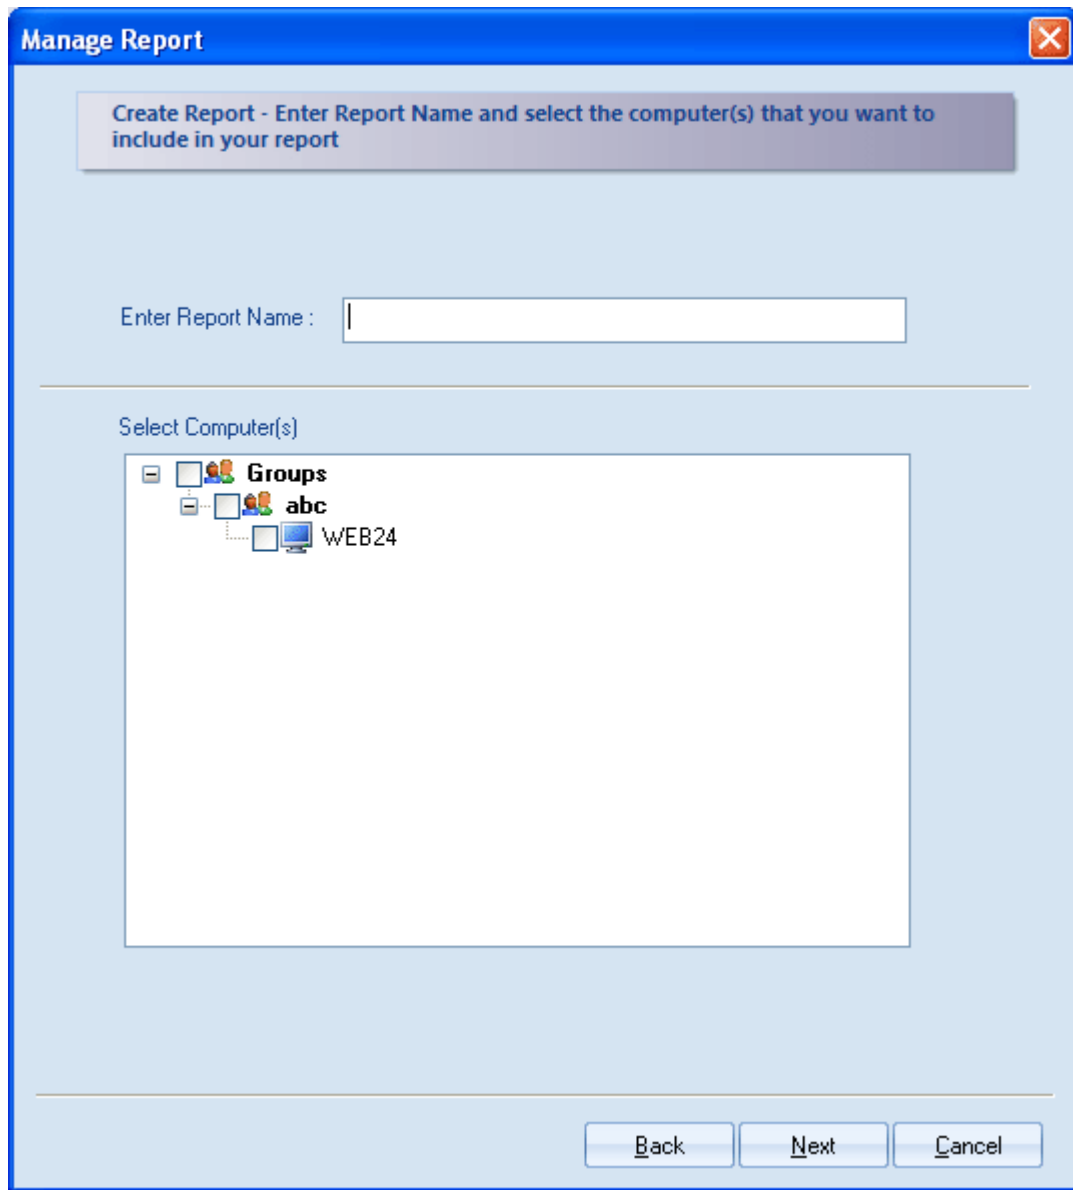 Manage Report
Create Report - Enter Report Name and select the computer(s) that you want to
include in your report
Enter Report Name :
Select Computer(s)
Groups
abc
WEB24
Back Next Cancel